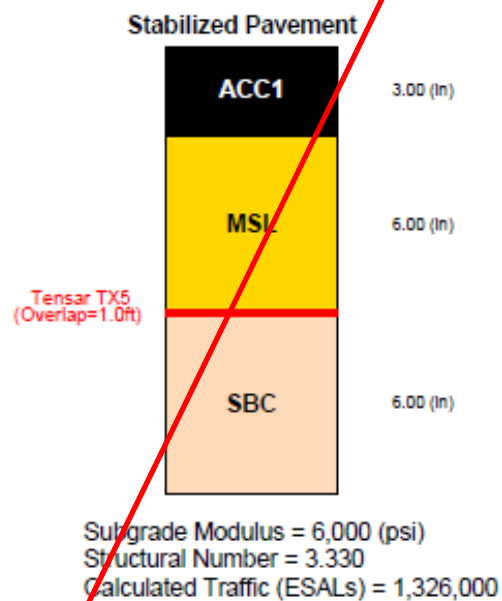 Stabilized Pavement
ACC1
3.00 (in)
MSL
6.00 (in)
Tensar TX5
(Overlap=1.0ft)
SBC
6.00 (in)
Subgrade Modulus = 6,000 (psi)
Structural Number = 3.330
Calculated Traffic (ESALs) = 1,326,000